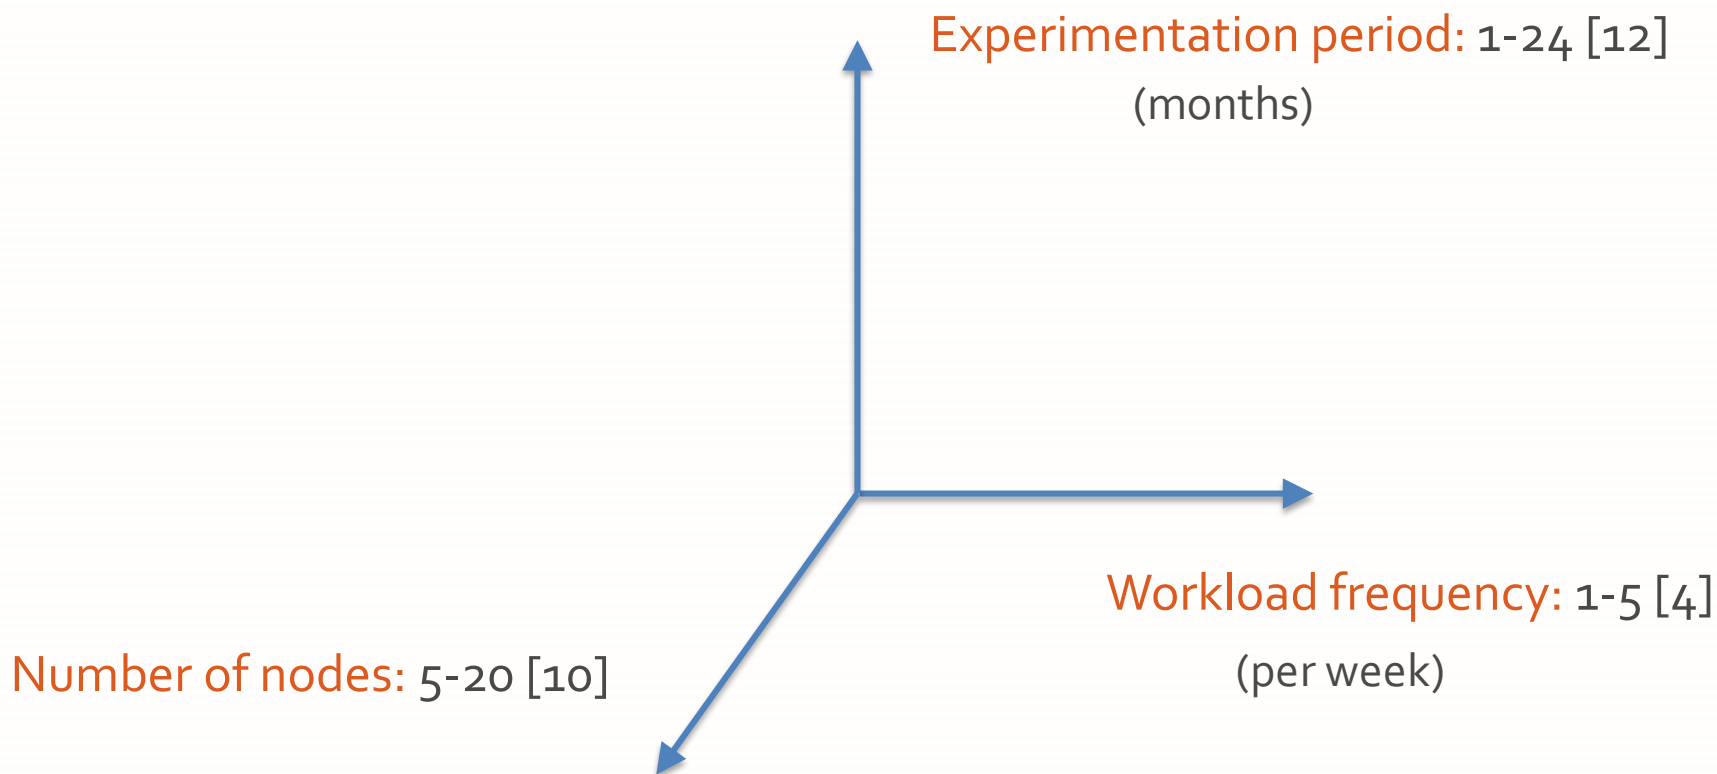 Experimentation period: 1-24 [12]
(months)
Workload frequency: 1-5 [4]
(per week)
Number of nodes: 5-20 [10]